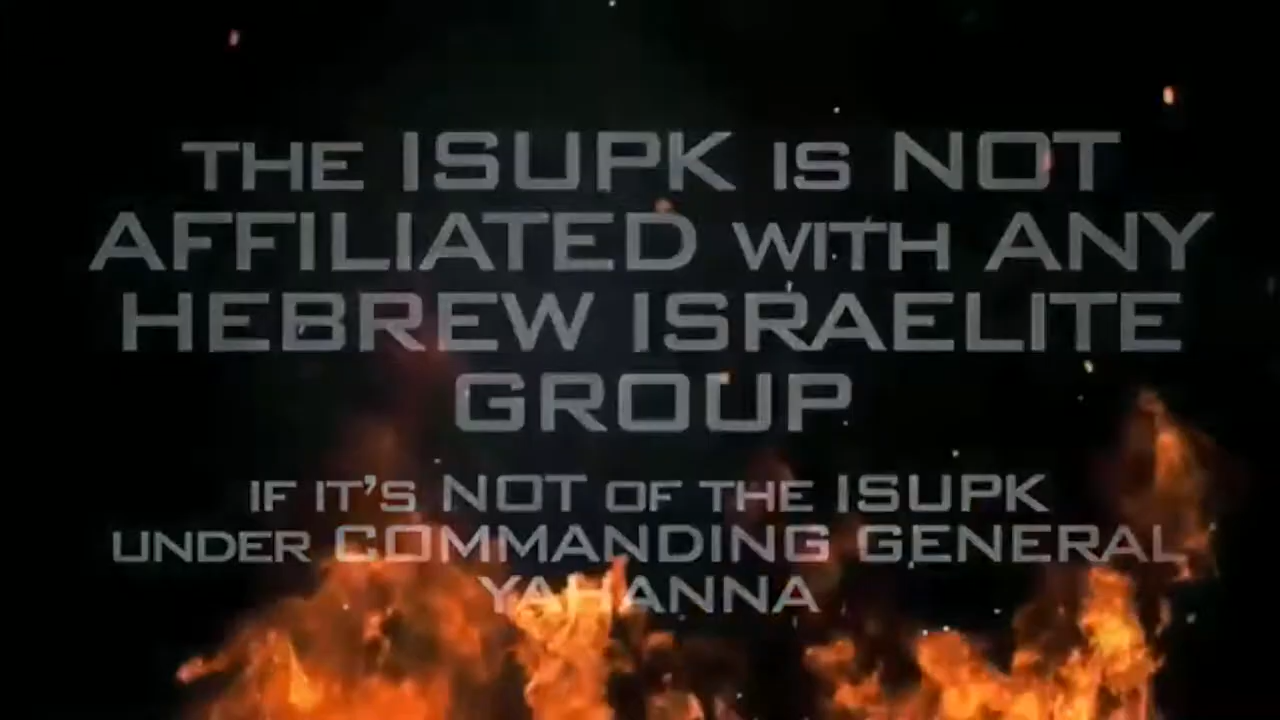 THE ISUPK IS NOT
AFFILIATED WITH ANY
HEBREW ISRAELITE
GROUP
IF IT'S NOT OF THE ISUPK
UNDER COMMANDING GENERAL
YAHANNA